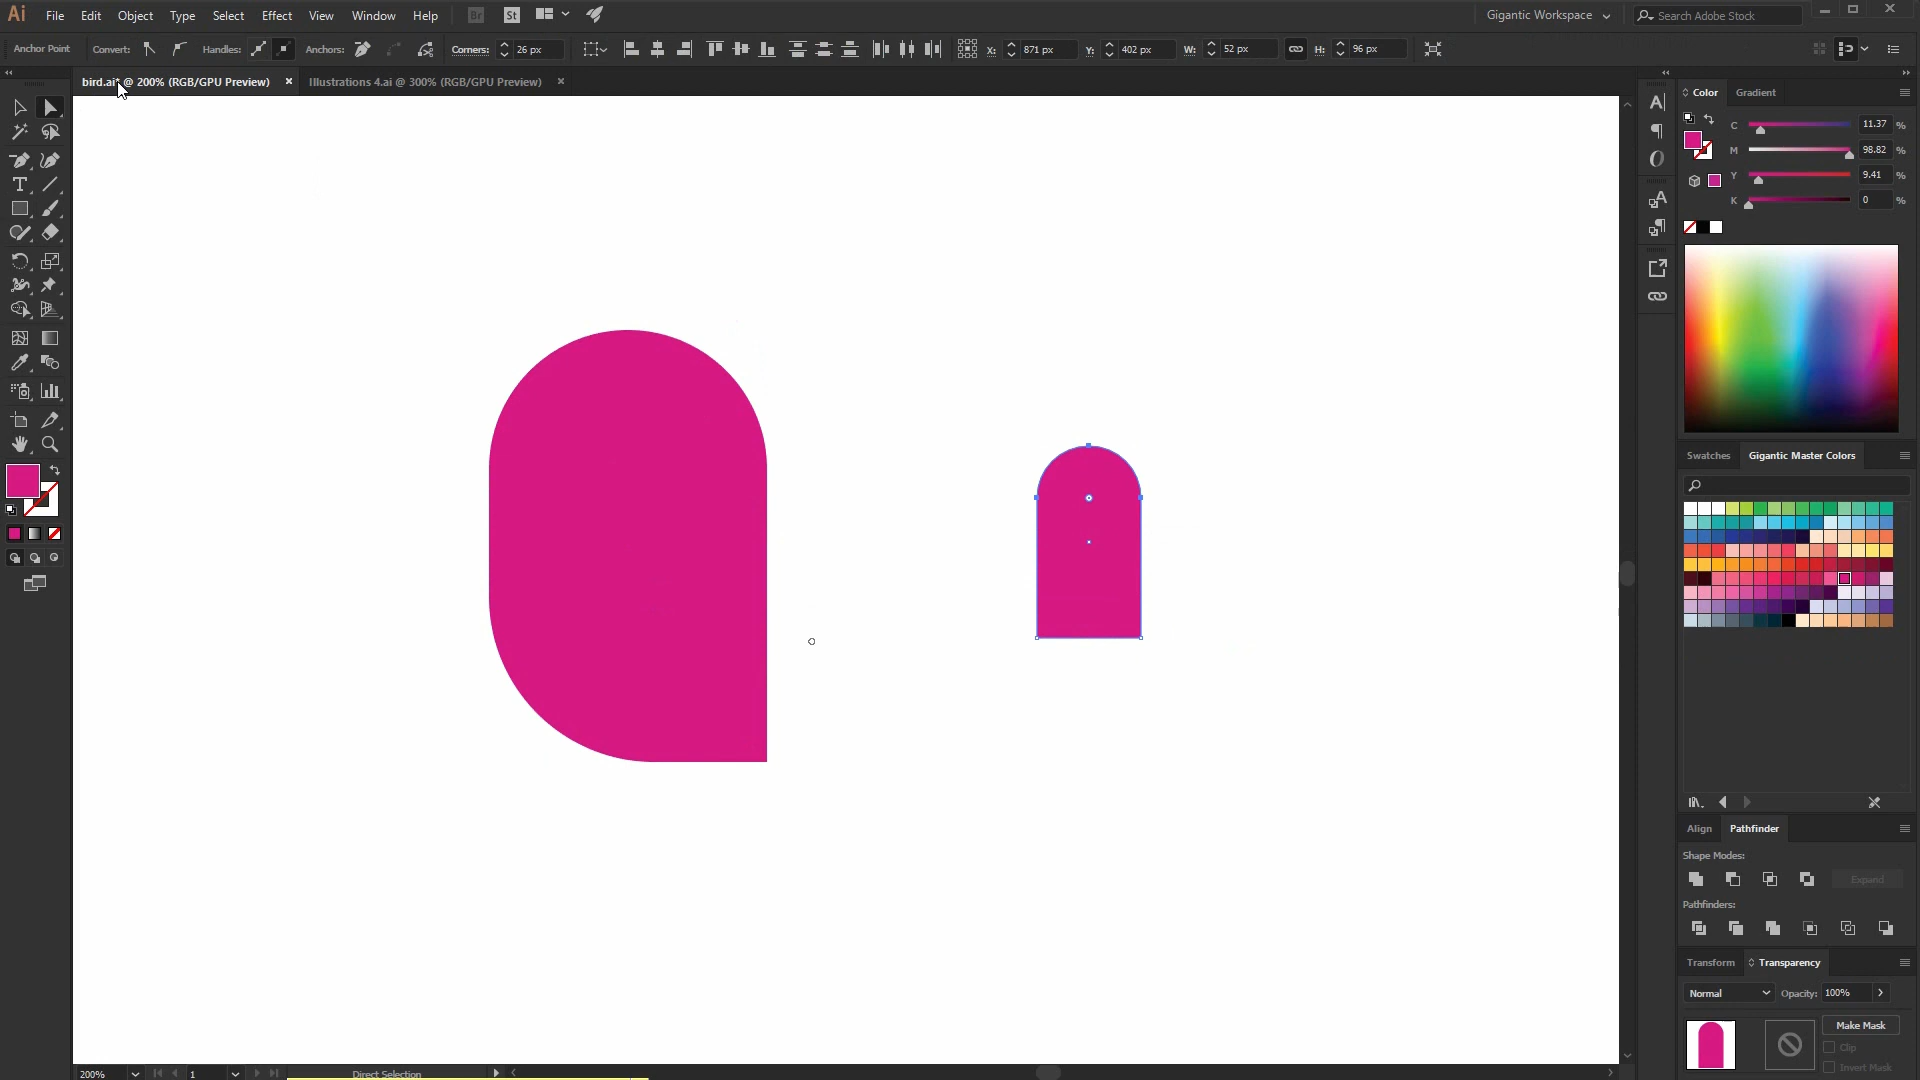 Ai File Edit Object Type Select Effect View Window Help Br St Gigantic Workspace Search Adobe Stock
Anchor Point Convert: Handles: Anchors: Corners: 26 px X: 871 px Y: 402 px W: 52 px H: 96 px
bird.ai* @ 200% (RGB/GPU Preview) × Illustrations 4.ai @ 300% (RGB/GPU Preview) ×
Color Gradient
C 11.37 %
M 98.82 %
Y 9.41 %
K 0 %
Swatches Gigantic Master Colors
Align Pathfinder
Shape Modes:
Expand
Pathfinders:
Transform Transparency
Normal Opacity: 100%
Make Mask
Clip
Invert Mask
200% 1 Direct Selection